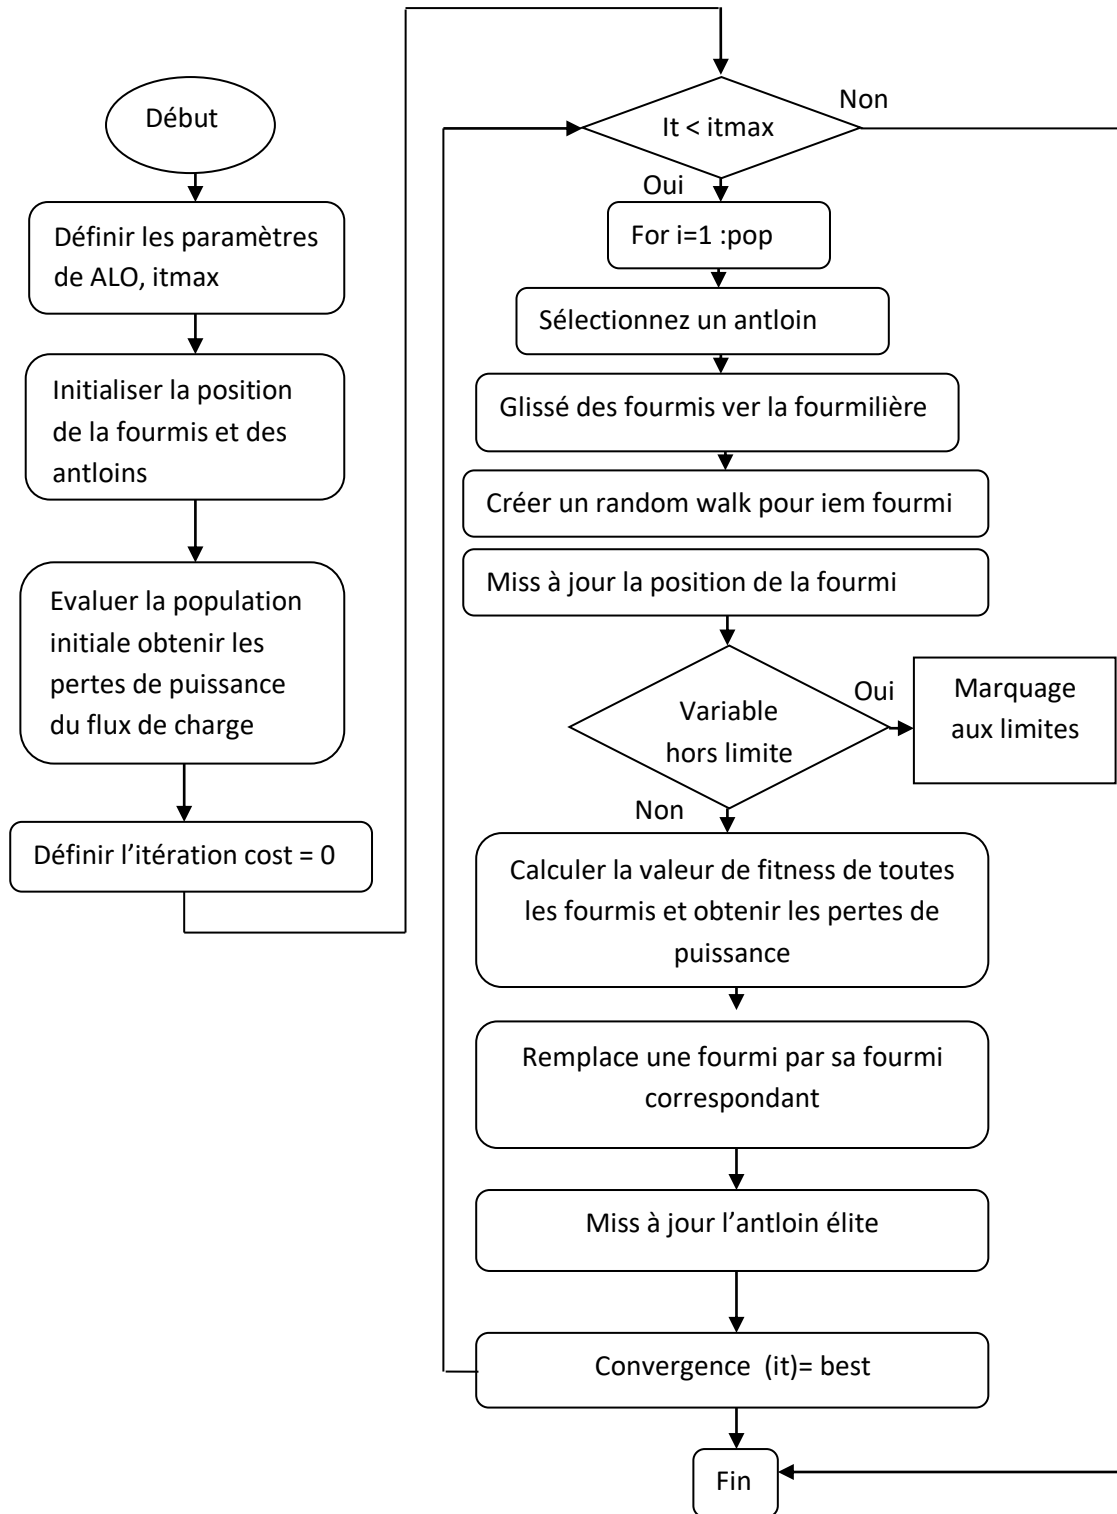 Début
Définir les paramètres
de ALO, itmax
Initialiser la position
de la fourmis et des
antloins
Evaluer la population
initiale obtenir les
pertes de puissance
du flux de charge
Définir l’itération cost = 0
It < itmax
Non
Oui
For i=1 :pop
Sélectionnez un antloin
Glissé des fourmis ver la fourmilière
Créer un random walk pour iem fourmi
Miss à jour la position de la fourmi
Variable
hors limite
Oui
Marquage
aux limites
Non
Calculer la valeur de fitness de toutes
les fourmis et obtenir les pertes de
puissance
Remplace une fourmi par sa fourmi
correspondant
Miss à jour l’antloin élite
Convergence (it)= best
Fin